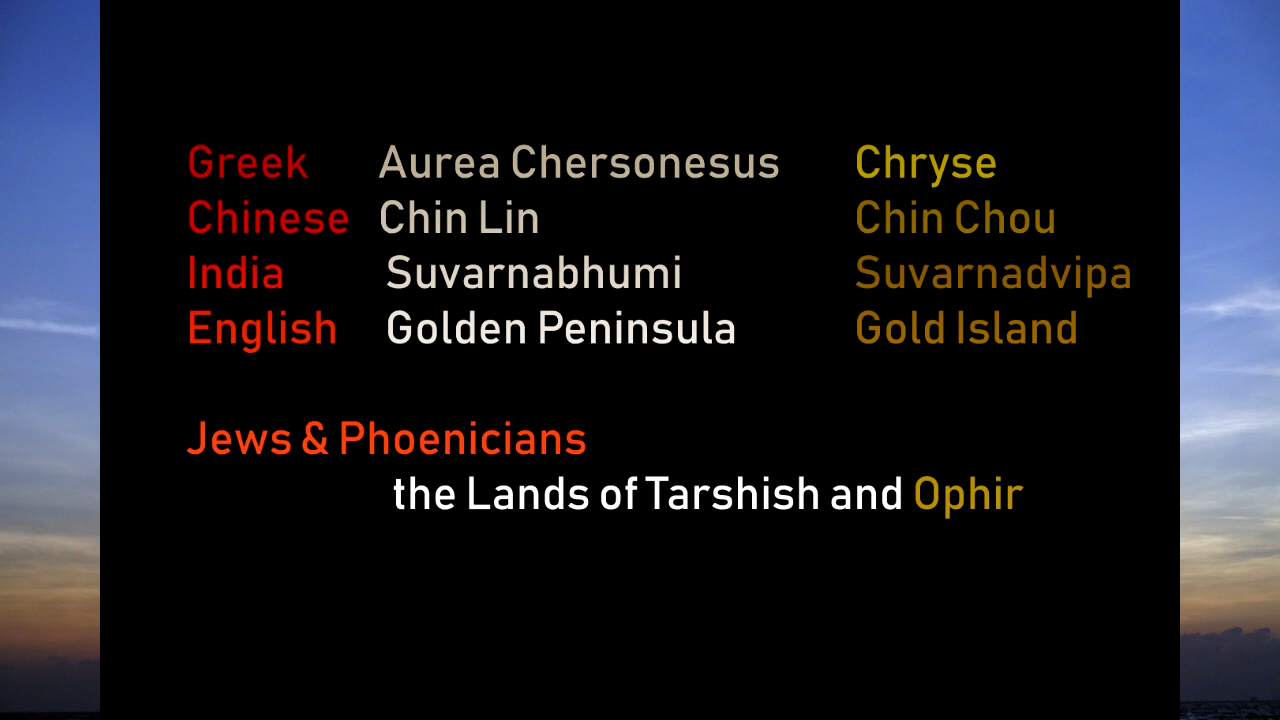 Greek Aurea Chersonesus Chryse
Chinese Chin Lin Chin Chou
India Suvarnabhumi Suvarnadvipa
English Golden Peninsula Gold Island
Jews & Phoenicians
the Lands of Tarshish and Ophir